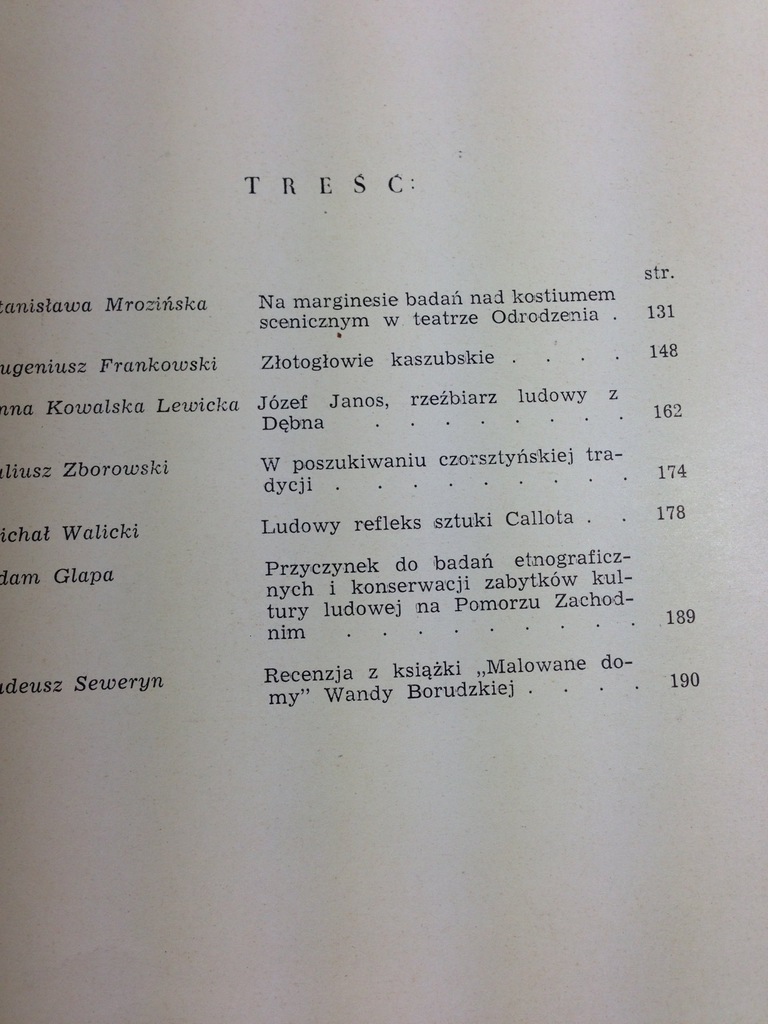 TREŚĆ:
str.
tanisława Mrozińska Na marginesie badań nad kostiumem
scenicznym w teatrze Odrodzenia . 131
ugeniusz Frankowski Złotogłowie kaszubskie . . . . 148
nna Kowalska Lewicka Józef Janos, rzeźbiarz ludowy z
Dębna . . . . . . . 162
uliusz Zborowski W poszukiwaniu czorsztyńskiej tra-
dycji . . . . . . . . 174
ichał Walicki Ludowy refleks sztuki Callota . . 178
dam Glapa Przyczynek do badań etnograficz-
nych i konserwacji zabytków kul-
tury ludowej na Pomorzu Zachod-
nim . . . . . . . . 189
adeusz Seweryn Recenzja z książki „Malowane do-
my” Wandy Borudzkiej . . . . 190